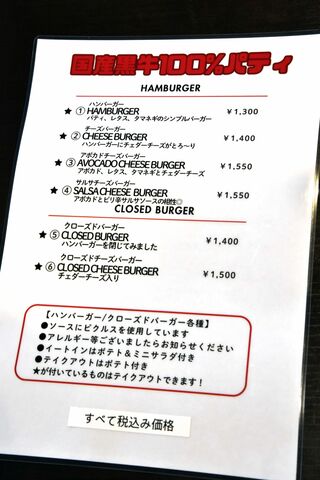 国産黒牛100%パティ
HAMBURGER
ハンバーガー
★ ① HAMBURGER ￥1,300
パティ、レタス、タマネギのシンプルバーガー
チーズバーガー
★ ② CHEESE BURGER ￥1,400
ハンバーガーにチェダーチーズがとろ〜り
アボカドチーズバーガー
★ ③ AVOCADO CHEESE BURGER ￥1,550
アボカド、レタス、タマネギとチェダーチーズ
サルサチーズバーガー
★ ④ SALSA CHEESE BURGER ￥1,550
アボカドとピリ辛サルサソースの相性◎
CLOSED BURGER
クローズドバーガー
★ ⑤ CLOSED BURGER ￥1,400
ハンバーガーを閉じてみました
クローズドチーズバーガー
★ ⑥ CLOSED CHEESE BURGER ￥1,500
チェダーチーズ入り
【ハンバーガー/クローズドバーガー各種】
●ソースにピクルスを使用しています
●アレルギー等ございましたらお知らせください
●イートインはポテト＆ミニサラダ付き
●テイクアウトはポテト付き
★が付いているものはテイクアウトできます！
すべて税込み価格